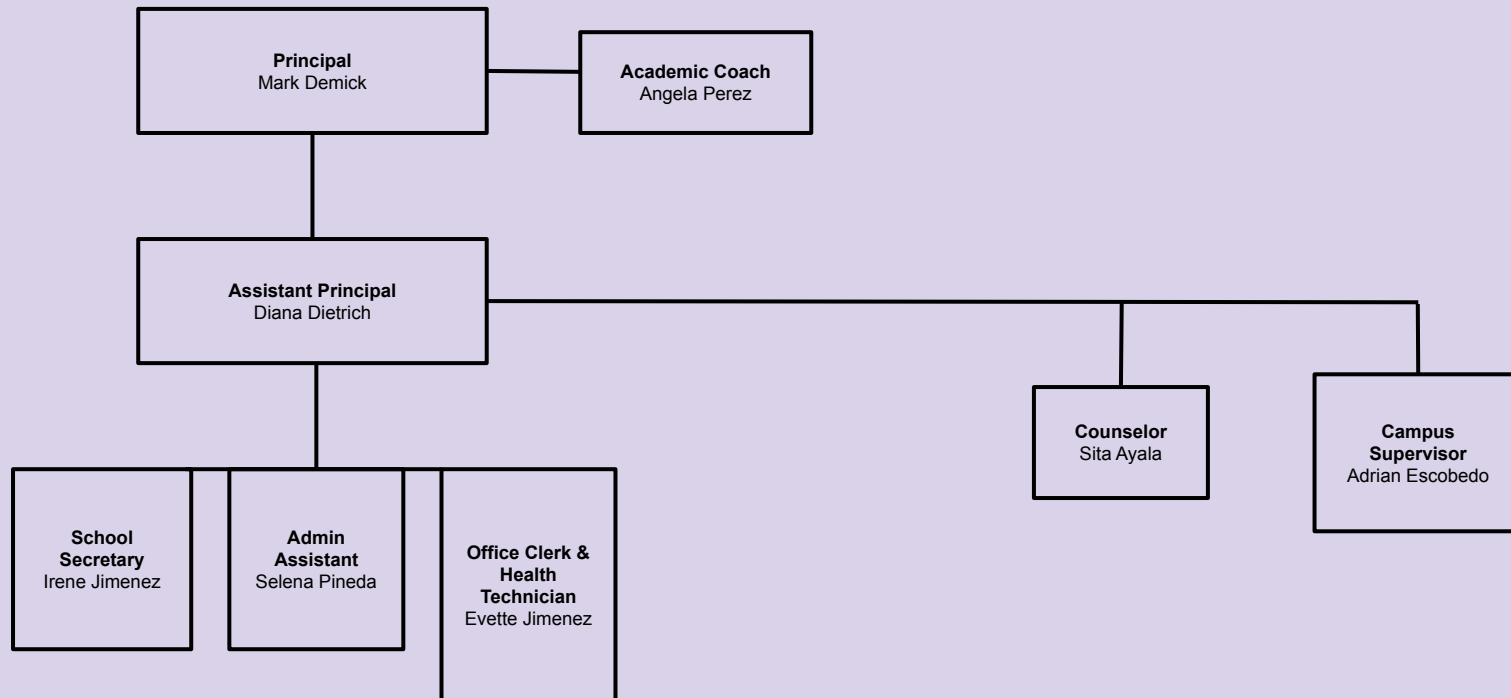 Principal
Mark Demick
Academic Coach
Angela Perez
Assistant Principal
Diana Dietrich
Counselor
Sita Ayala
Campus
Supervisor
Adrian Escobedo
School
Secretary
Irene Jimenez
Admin
Assistant
Selena Pineda
Office Clerk &
Health
Technician
Evette Jimenez